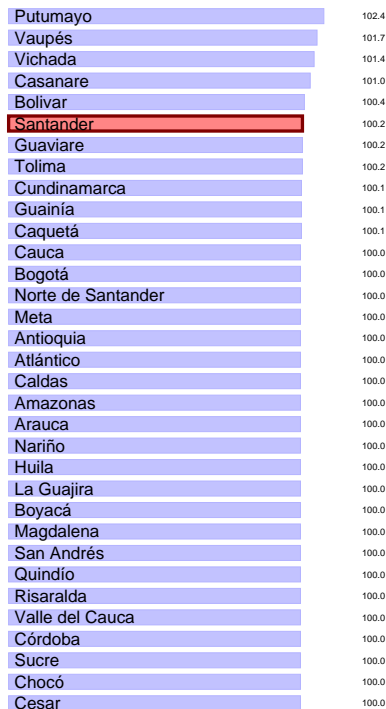 Putumayo 102.4
Vaupés 101.7
Vichada 101.4
Casanare 101.0
Bolivar 100.4
Santander 100.2
Guaviare 100.2
Tolima 100.2
Cundinamarca 100.1
Guainía 100.1
Caquetá 100.1
Cauca 100.0
Bogotá 100.0
Norte de Santander 100.0
Meta 100.0
Antioquia 100.0
Atlántico 100.0
Caldas 100.0
Amazonas 100.0
Arauca 100.0
Nariño 100.0
Huila 100.0
La Guajira 100.0
Boyacá 100.0
Magdalena 100.0
San Andrés 100.0
Quindío 100.0
Risaralda 100.0
Valle del Cauca 100.0
Córdoba 100.0
Sucre 100.0
Chocó 100.0
Cesar 100.0